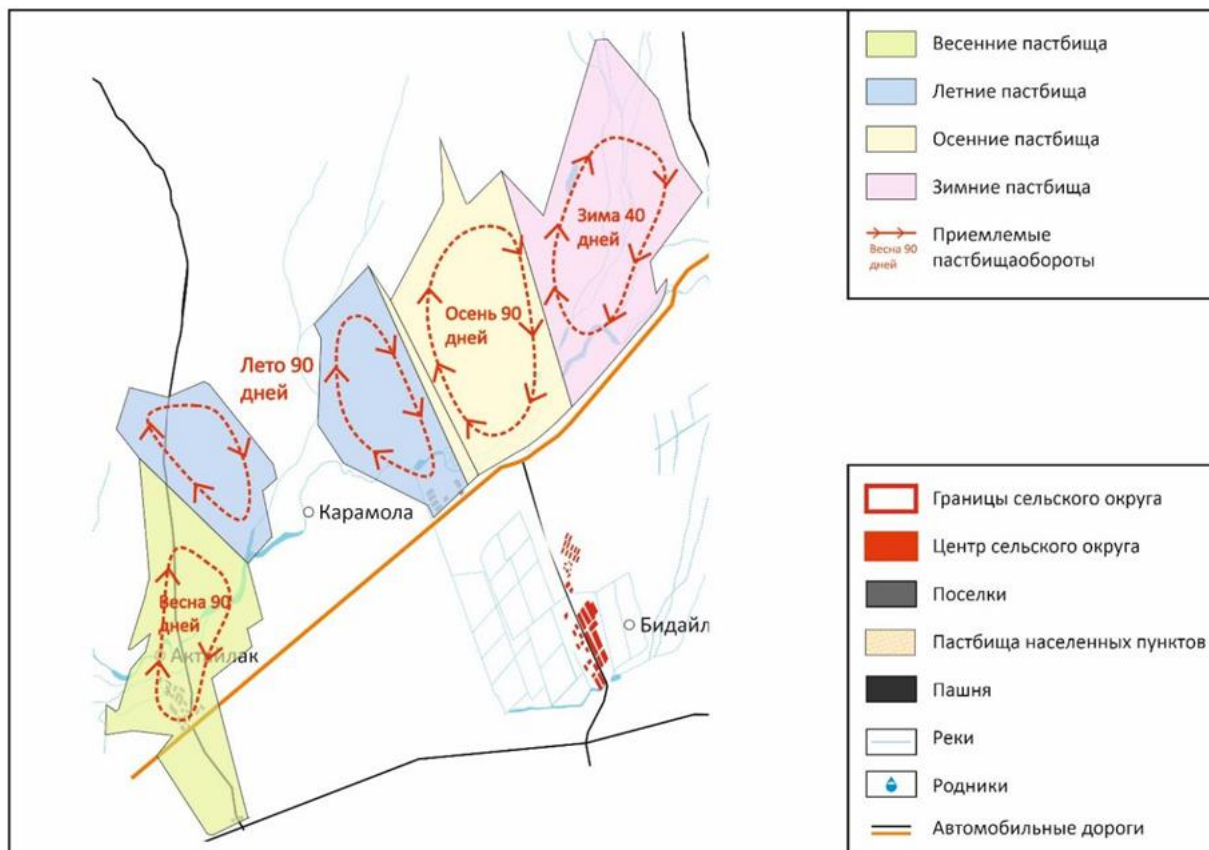 Зима 40
дней
Осень 90
дней
Лето 90
дней
Карамола
Весна 90
дней
Бидайл
Весенние пастбища
Летние пастбища
Осенние пастбища
Зимние пастбища
Весна 90
дней
Приемлемые
пастбищаобороты
Границы сельского округа
Центр сельского округа
Поселки
Пастбища населенных пунктов
Пашня
Реки
Родники
Автомобильные дороги